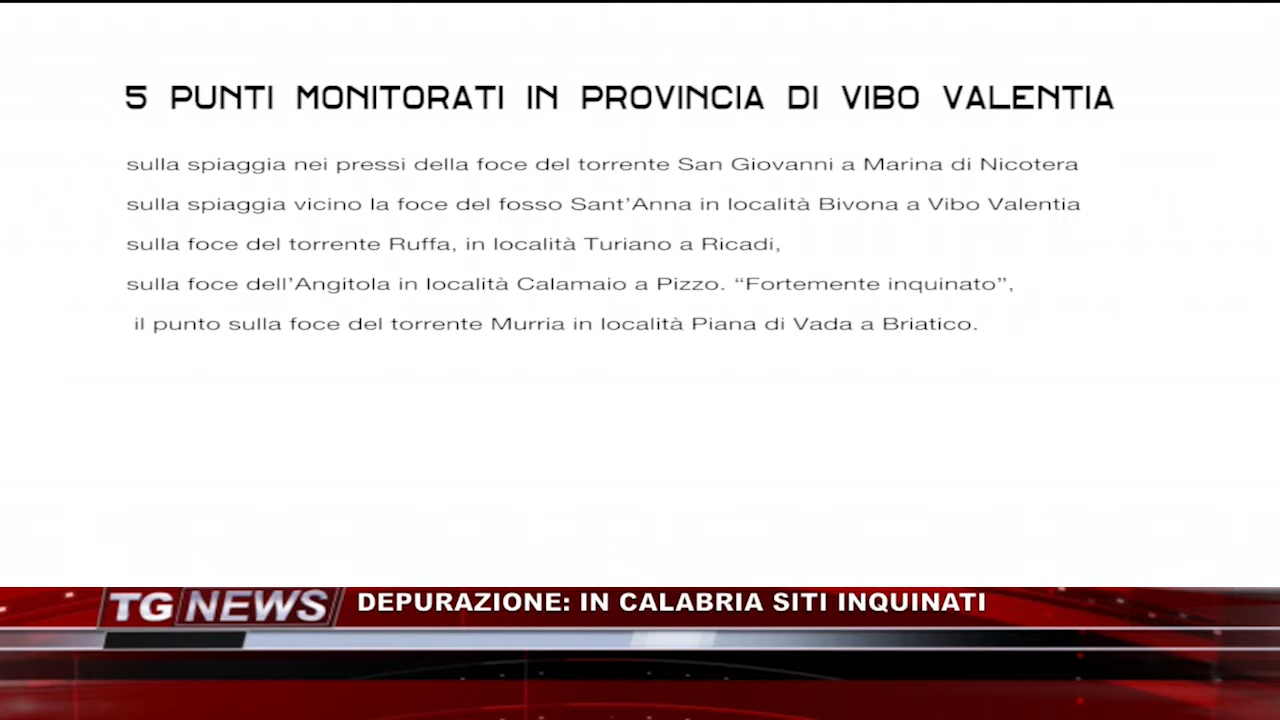 5 PUNTI MONITORATI IN PROVINCIA DI VIBO VALENTIA
sulla spiaggia nei pressi della foce del torrente San Giovanni a Marina di Nicotera
sulla spiaggia vicino la foce del fosso Sant’Anna in località Bivona a Vibo Valentia
sulla foce del torrente Ruffa, in località Turiano a Ricadi,
sulla foce dell’Angitola in località Calamaio a Pizzo. “Fortemente inquinato”,
il punto sulla foce del torrente Murria in località Piana di Vada a Briatico.
TG NEWS DEPURAZIONE: IN CALABRIA SITI INQUINATI